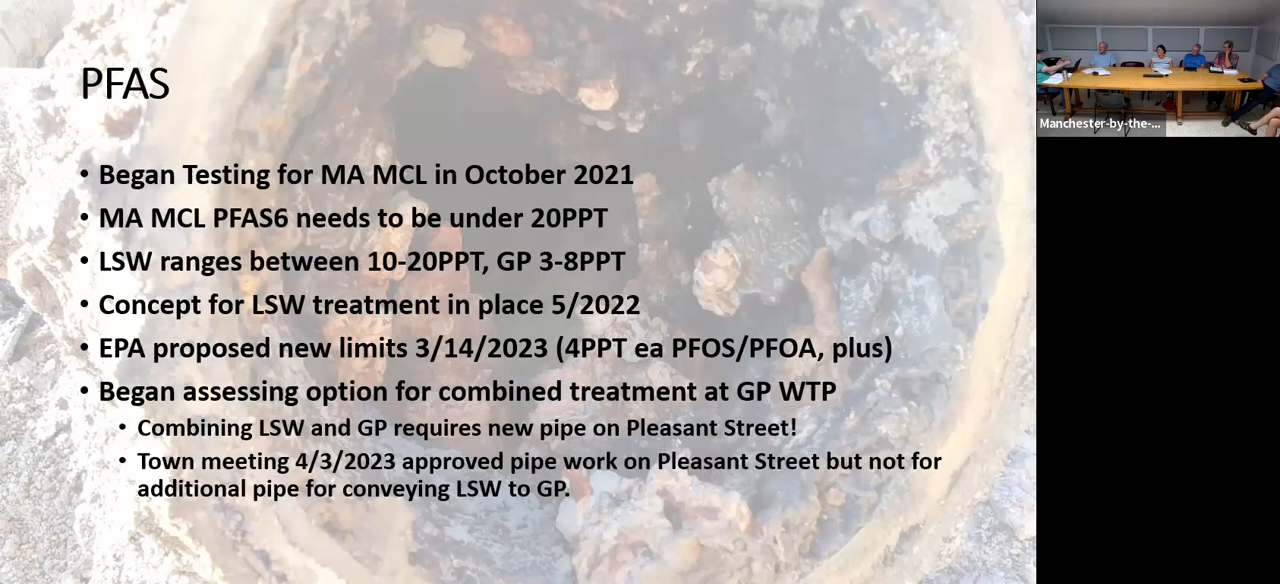 PFAS
• Began Testing for MA MCL in October 2021
• MA MCL PFAS6 needs to be under 20PPT
• LSW ranges between 10-20PPT, GP 3-8PPT
• Concept for LSW treatment in place 5/2022
• EPA proposed new limits 3/14/2023 (4PPT ea PFOS/PFOA, plus)
• Began assessing option for combined treatment at GP WTP
• Combining LSW and GP requires new pipe on Pleasant Street!
• Town meeting 4/3/2023 approved pipe work on Pleasant Street but not for
additional pipe for conveying LSW to GP.
Manchester-by-the-...